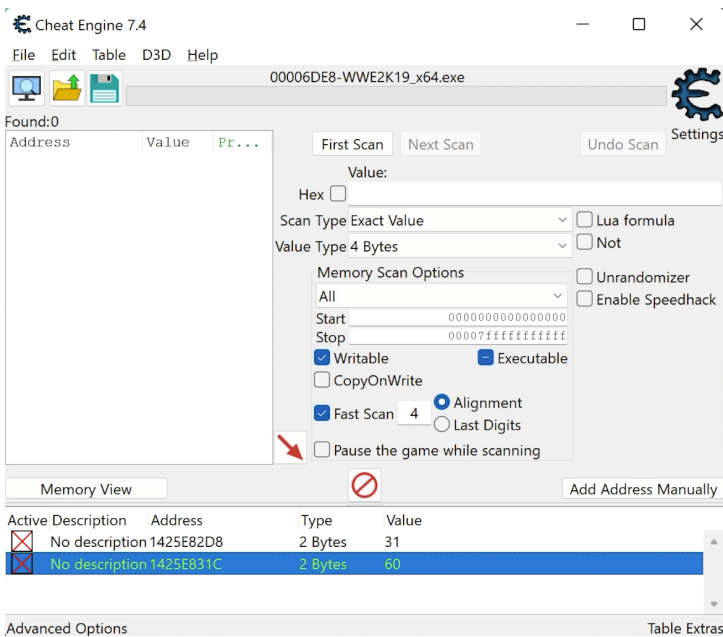 Cheat Engine 7.4
File Edit Table D3D Help
00006DE8-WWE2K19_x64.exe
Found:0
Settings
Address Value Pr...
First Scan Next Scan Undo Scan
Value:
Hex
Scan Type Exact Value
Lua formula
Value Type 4 Bytes
Not
Memory Scan Options
All
Unrandomizer
Enable Speedhack
Start 0000000000000000
Stop 00007fffffffffff
Writable Executable
CopyOnWrite
Fast Scan 4 Alignment
Last Digits
Pause the game while scanning
Memory View Add Address Manually
Active Description Address Type Value
No description 1425E82D8 2 Bytes 31
No description 1425E831C 2 Bytes 60
Advanced Options Table Extras